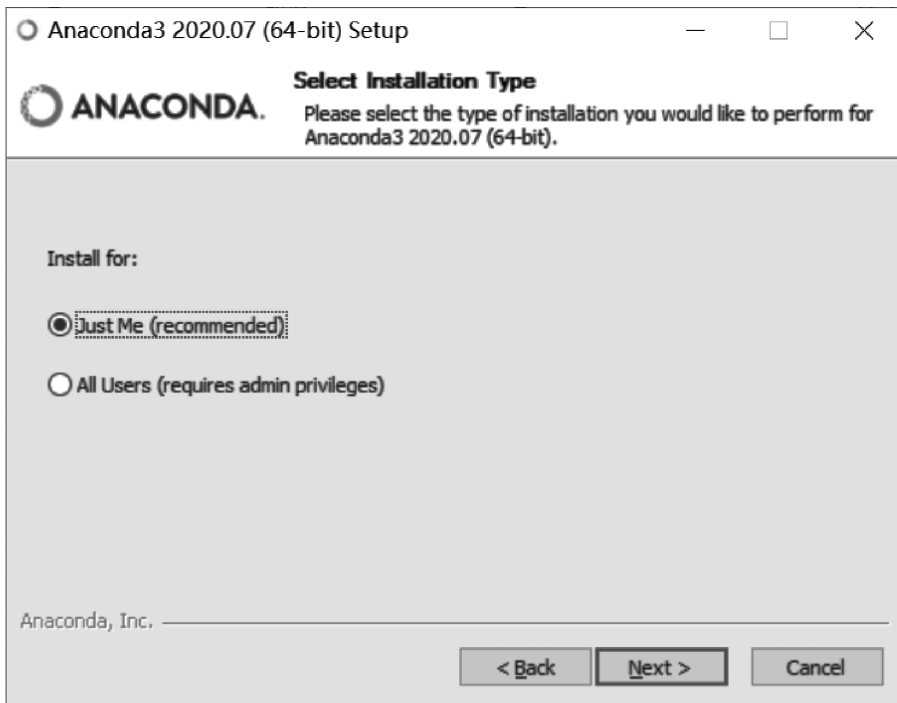 Anaconda3 2020.07 (64-bit) Setup
ANACONDA.
Select Installation Type
Please select the type of installation you would like to perform for
Anaconda3 2020.07 (64-bit).
Install for:
Just Me (recommended)
All Users (requires admin privileges)
Anaconda, Inc.
< Back
Next >
Cancel